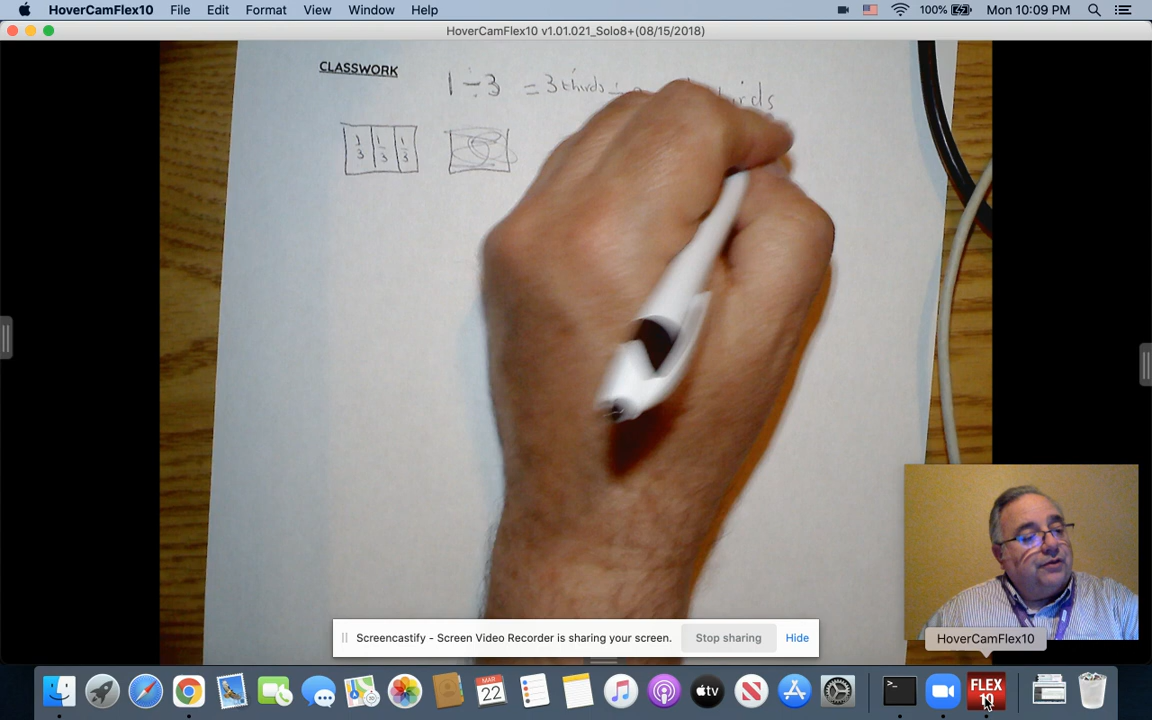 HoverCamFlex10 File Edit Format View Window Help 100% Mon 10:09 PM
HoverCamFlex10 v1.01.021_Solo8+(08/15/2018)
CLASSWORK
1 ÷ 3 = 3 thirds ÷
1/3 1/3 1/3
HoverCamFlex10
Screencastify - Screen Video Recorder is sharing your screen. Stop sharing Hide
MAR
22
tv
>_
FLEX
10